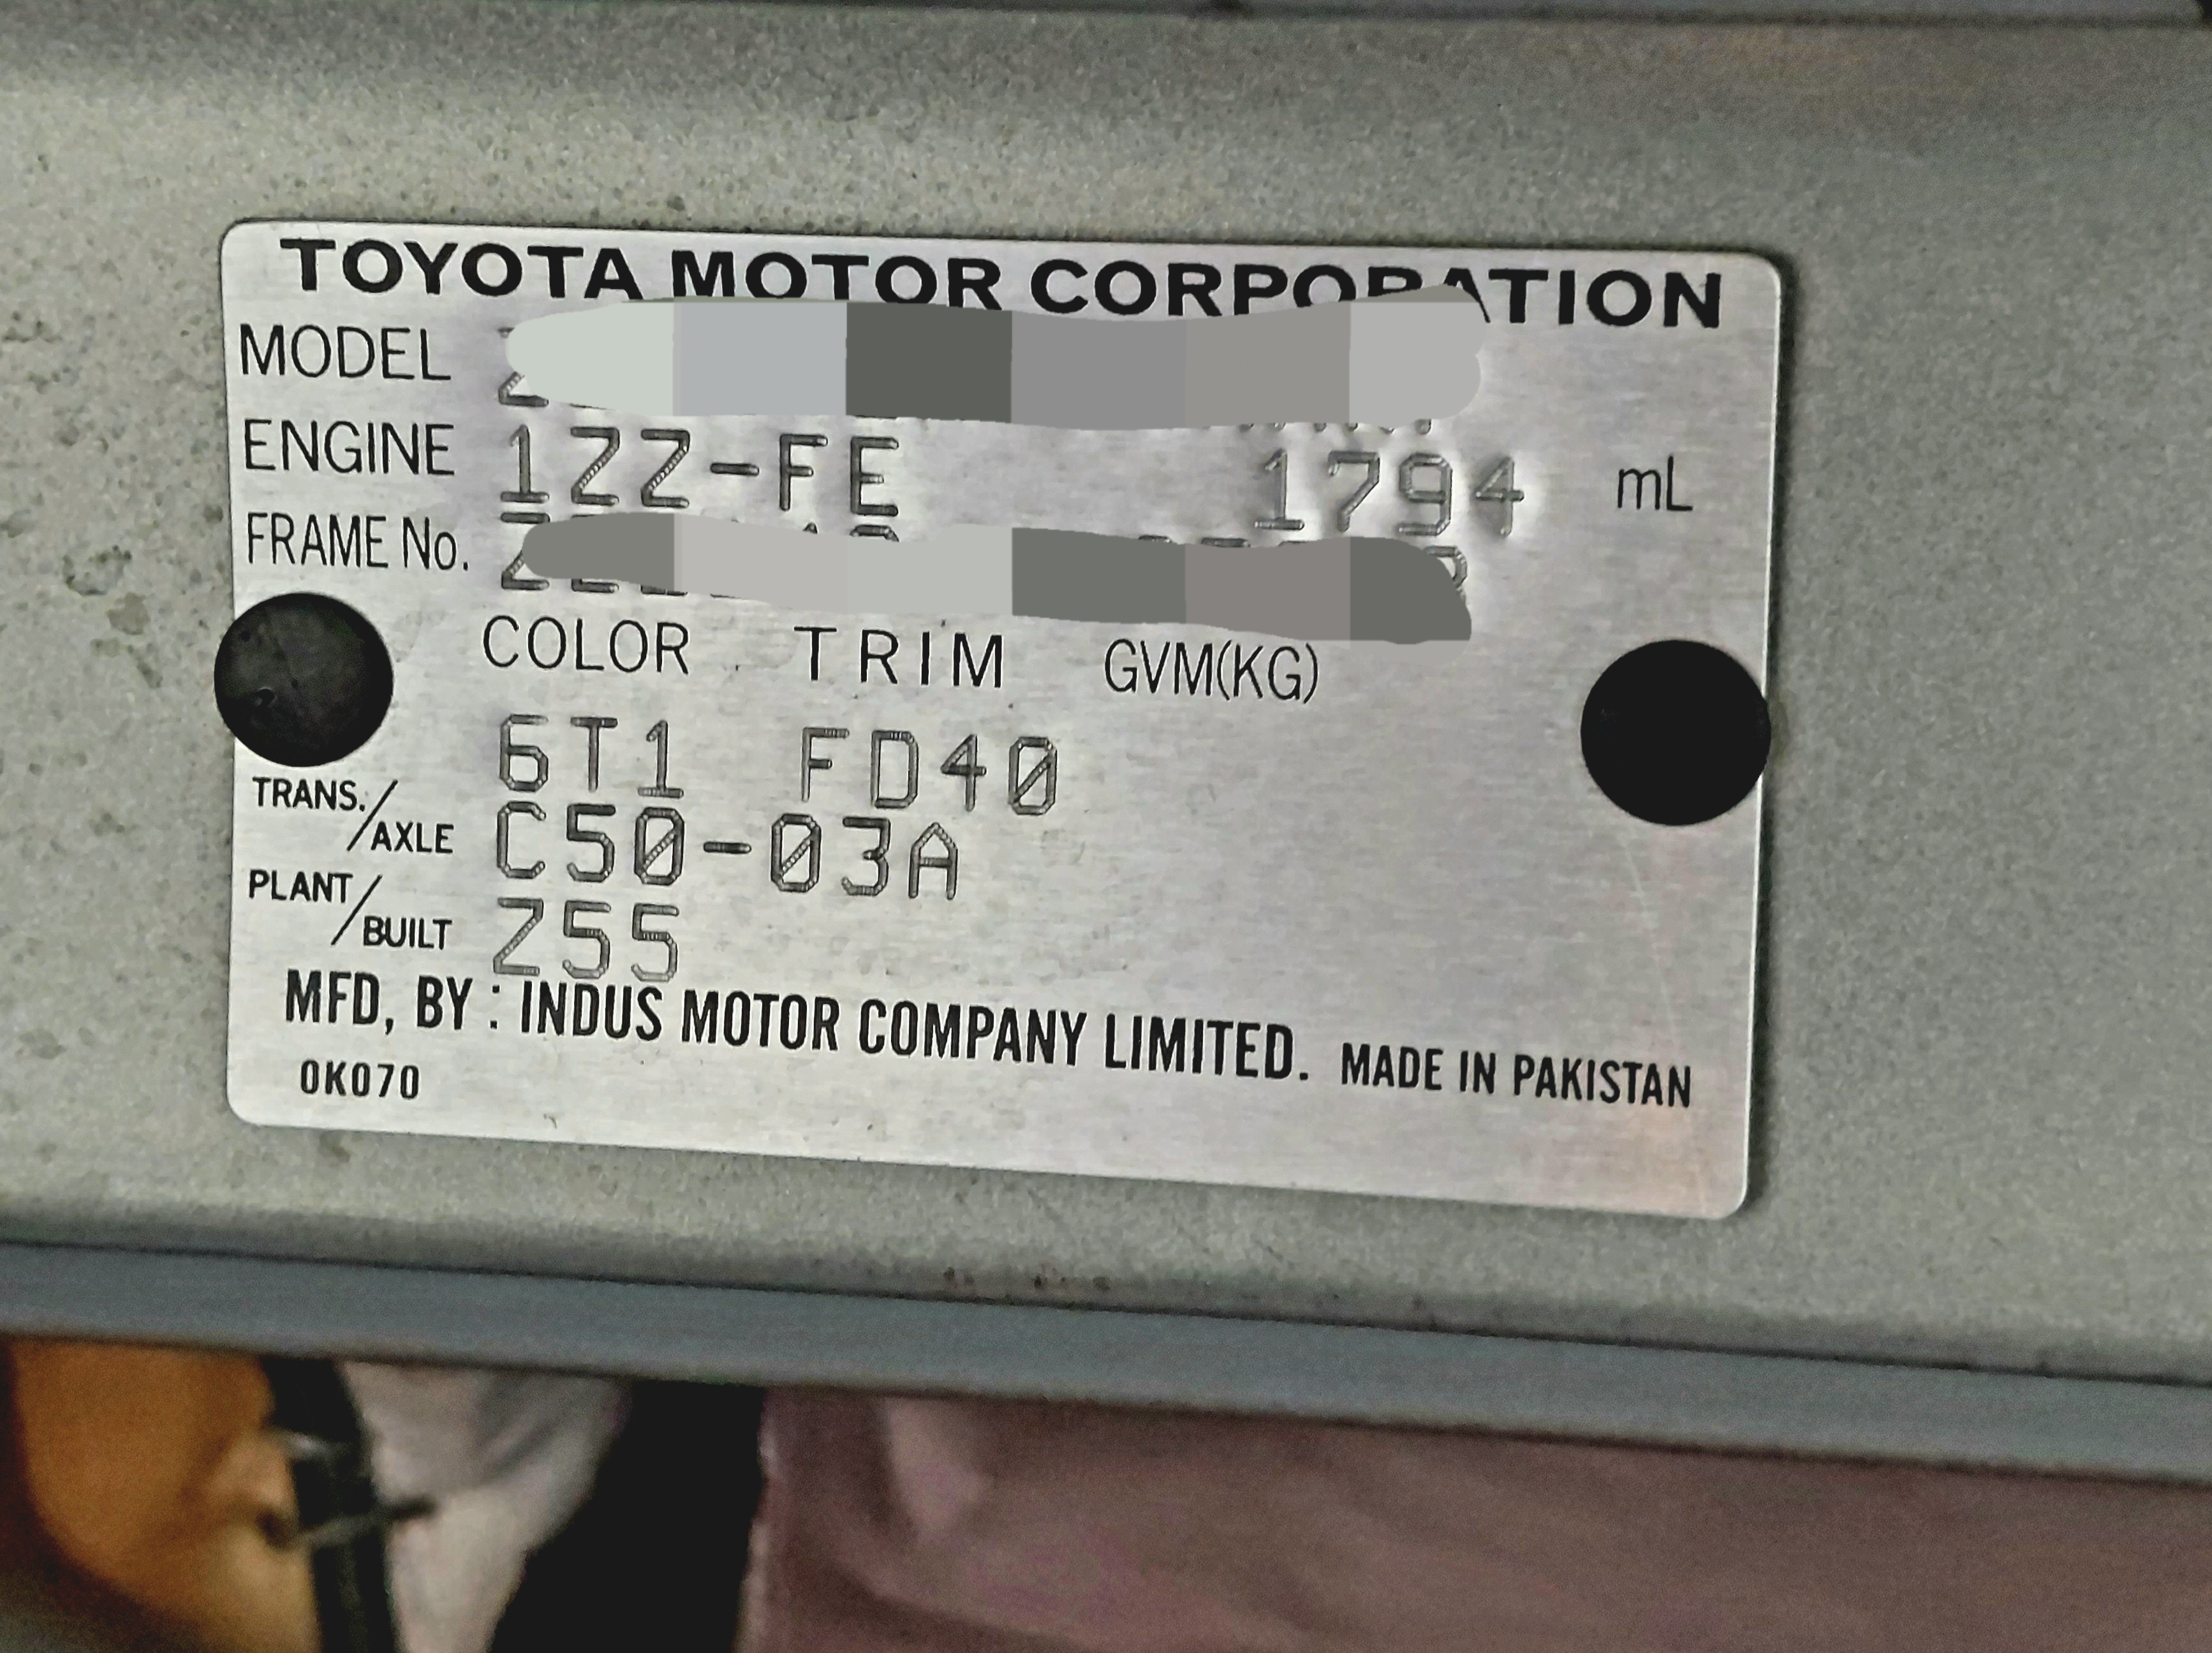 TOYOTA MOTOR CORPORATION
MODEL
ENGINE 1ZZ-FE 1794 mL
FRAME No.
COLOR TRIM GVM(KG)
6T1 FD40
TRANS./AXLE C50-03A
PLANT/BUILT Z55
MFD, BY : INDUS MOTOR COMPANY LIMITED. MADE IN PAKISTAN
0K070